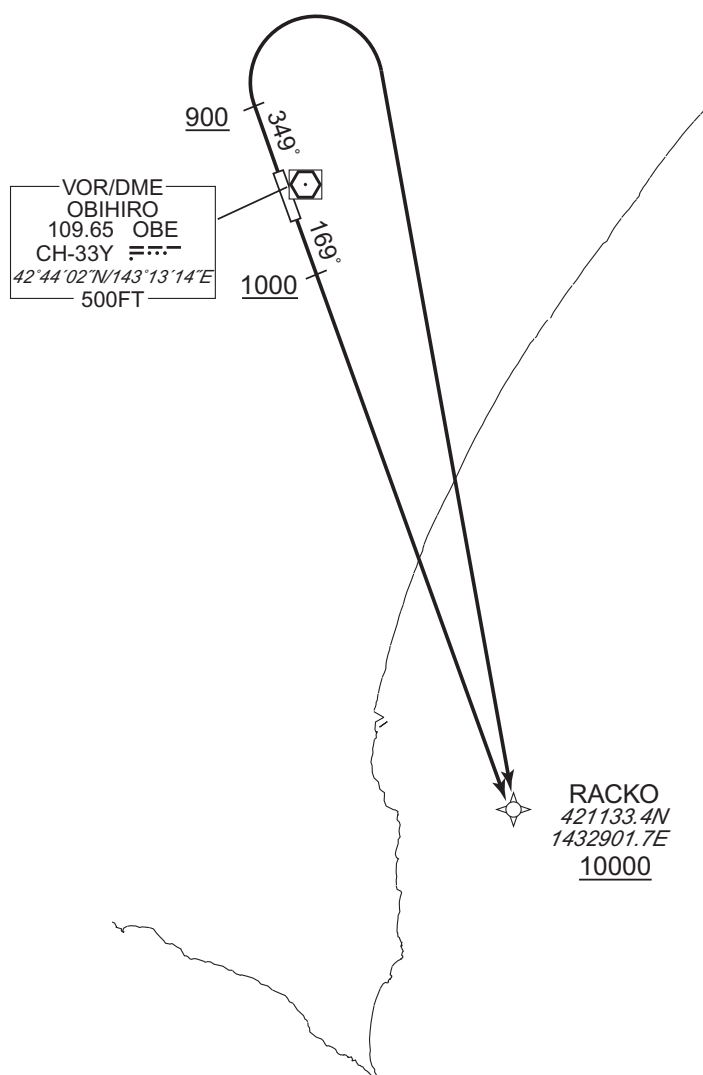 900
349°
VOR/DME
OBIHIRO
109.65 OBE
CH-33Y
42°44´02˝N/143°13´14˝E
500FT
169°
1000
RACKO
421133.4N
1432901.7E
10000